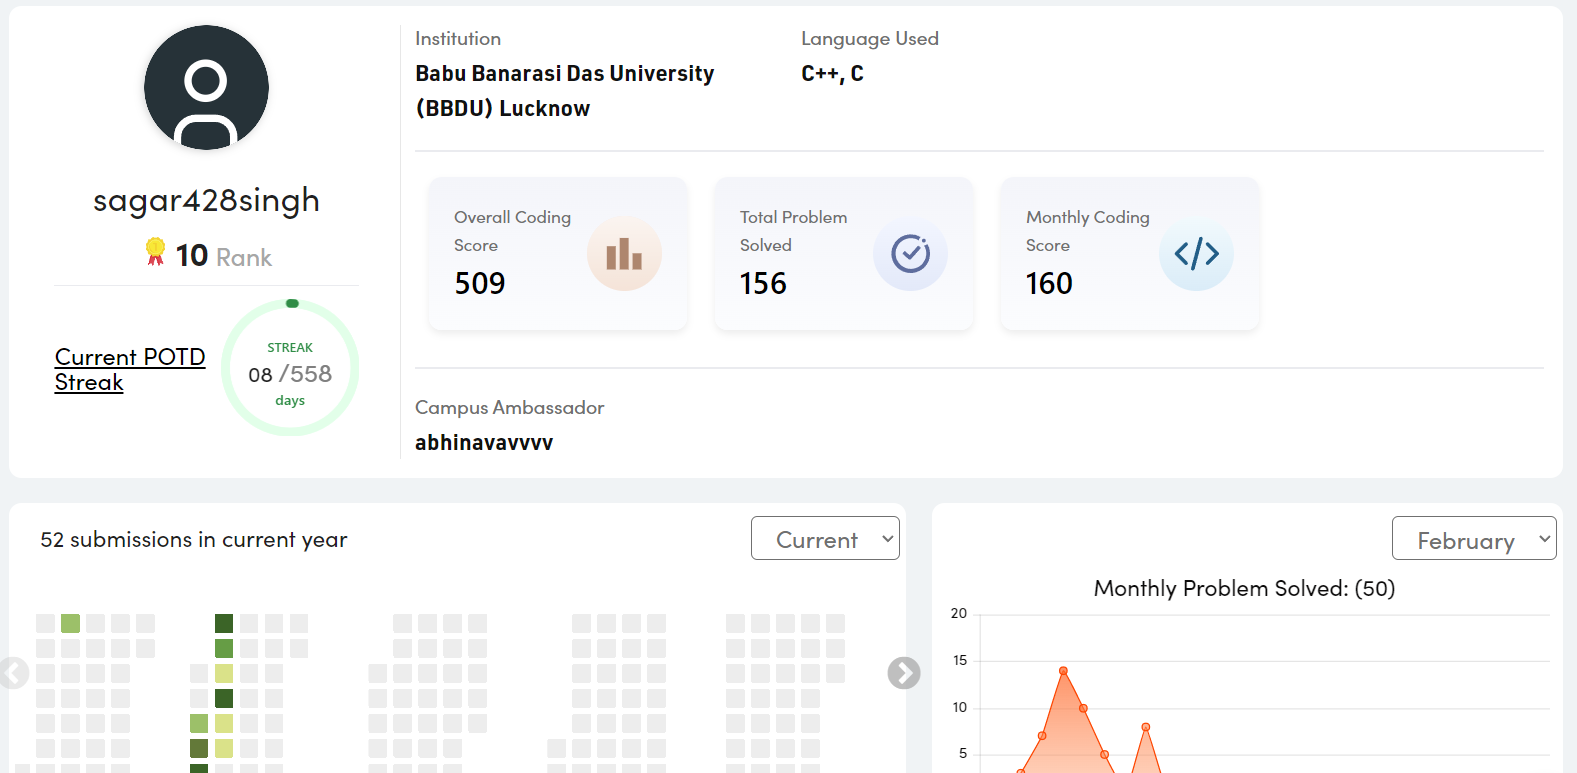 Institution
Babu Banarasi Das University
(BBDU) Lucknow
Language Used
C++, C
sagar428singh
10 Rank
Current POTD
Streak
STREAK
08 /558
days
Overall Coding
Score
509
Total Problem
Solved
156
Monthly Coding
Score
160
Campus Ambassador
abhinavavvvv
52 submissions in current year
Current
February
Monthly Problem Solved: (50)
20
15
10
5